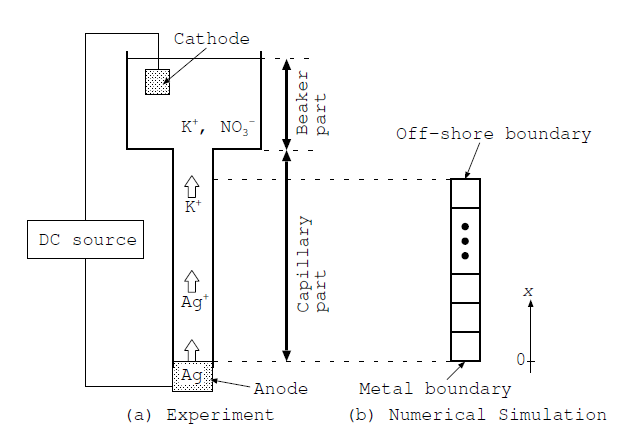 Cathode
K⁺, NO₃⁻
Beaker
part
Off-shore boundary
K⁺
DC source
Capillary
part
Ag⁺
x
0
Ag
Anode
Metal boundary
(a) Experiment
(b) Numerical Simulation